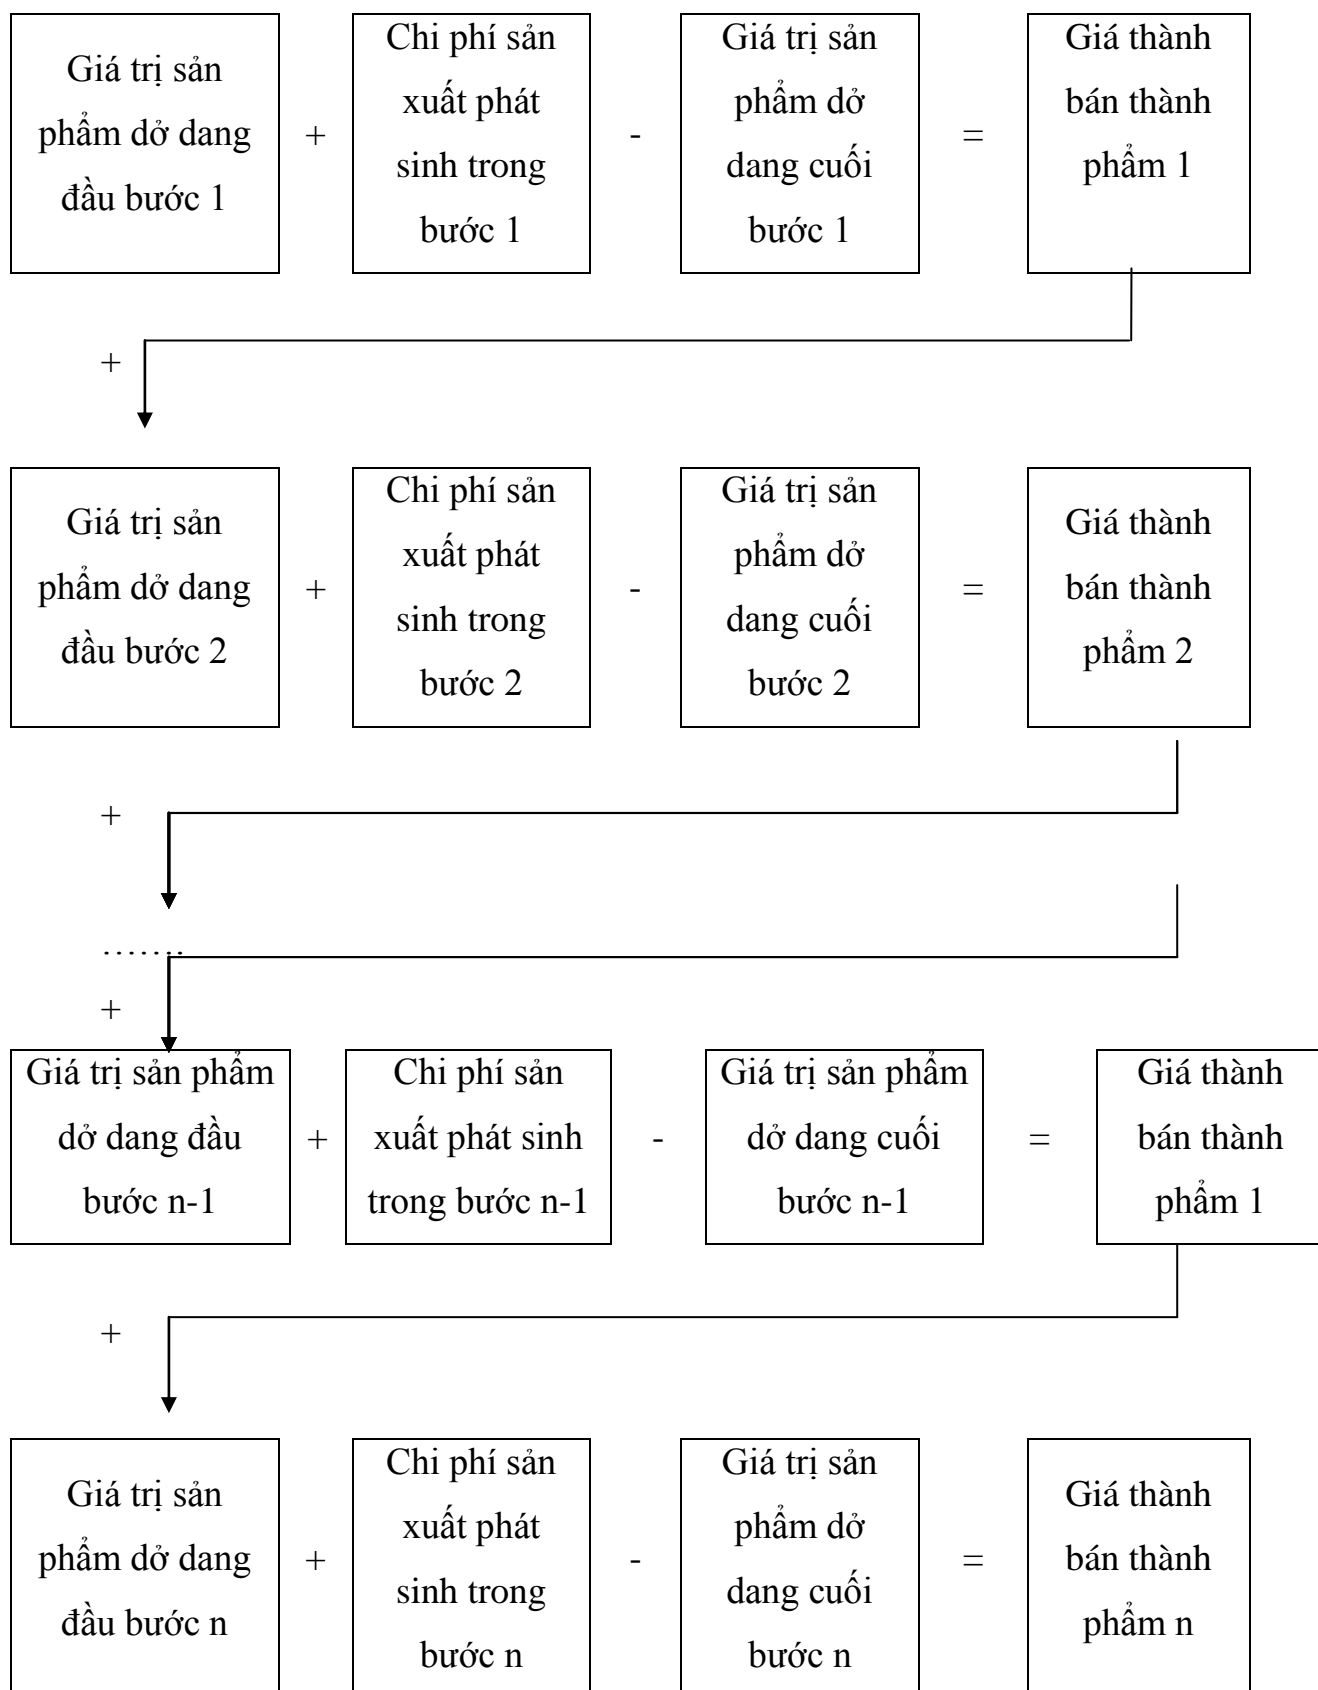 Giá trị sản
phẩm dở dang
đầu bước 1
+
Chi phí sản
xuất phát
sinh trong
bước 1
-
Giá trị sản
phẩm dở
dang cuối
bước 1
=
Giá thành
bán thành
phẩm 1
+
Giá trị sản
phẩm dở dang
đầu bước 2
+
Chi phí sản
xuất phát
sinh trong
bước 2
-
Giá trị sản
phẩm dở
dang cuối
bước 2
=
Giá thành
bán thành
phẩm 2
+
.......
+
Giá trị sản phẩm
dở dang đầu
bước n-1
+
Chi phí sản
xuất phát sinh
trong bước n-1
-
Giá trị sản phẩm
dở dang cuối
bước n-1
=
Giá thành
bán thành
phẩm 1
+
Giá trị sản
phẩm dở dang
đầu bước n
+
Chi phí sản
xuất phát
sinh trong
bước n
-
Giá trị sản
phẩm dở
dang cuối
bước n
=
Giá thành
bán thành
phẩm n